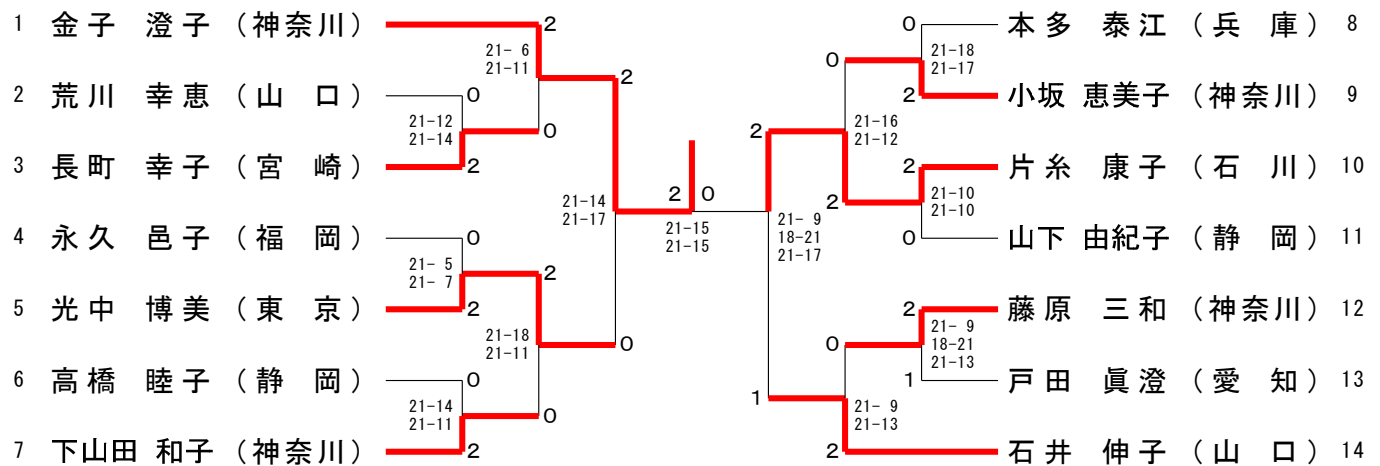 1 金子 澄子 (神奈川) 2 0 本多 泰江 (兵 庫) 8
21- 6 21-18
21-11 0 21-17
2 荒川 幸恵 (山 口) 0 2 2 小坂 恵美子 (神奈川) 9
21-12 21-16
21-14 0 2 21-12
3 長町 幸子 (宮 崎) 2 2 片糸 康子 (石 川) 10
21-14 2 0 21- 9 2 21-10
21-17 18-21 21-10
21-15 21-17
21-15
4 永久 邑子 (福 岡) 0 0 山下 由紀子 (静 岡) 11
21- 5 2
21- 7
5 光中 博美 (東 京) 2 2 藤原 三和 (神奈川) 12
21-18 0 0 21- 9
21-11 18-21
21-13
6 高橋 睦子 (静 岡) 0 1 1 戸田 眞澄 (愛 知) 13
21-14 0 21- 9
21-11 21-13
7 下山田 和子 (神奈川) 2 2 石井 伸子 (山 口) 14